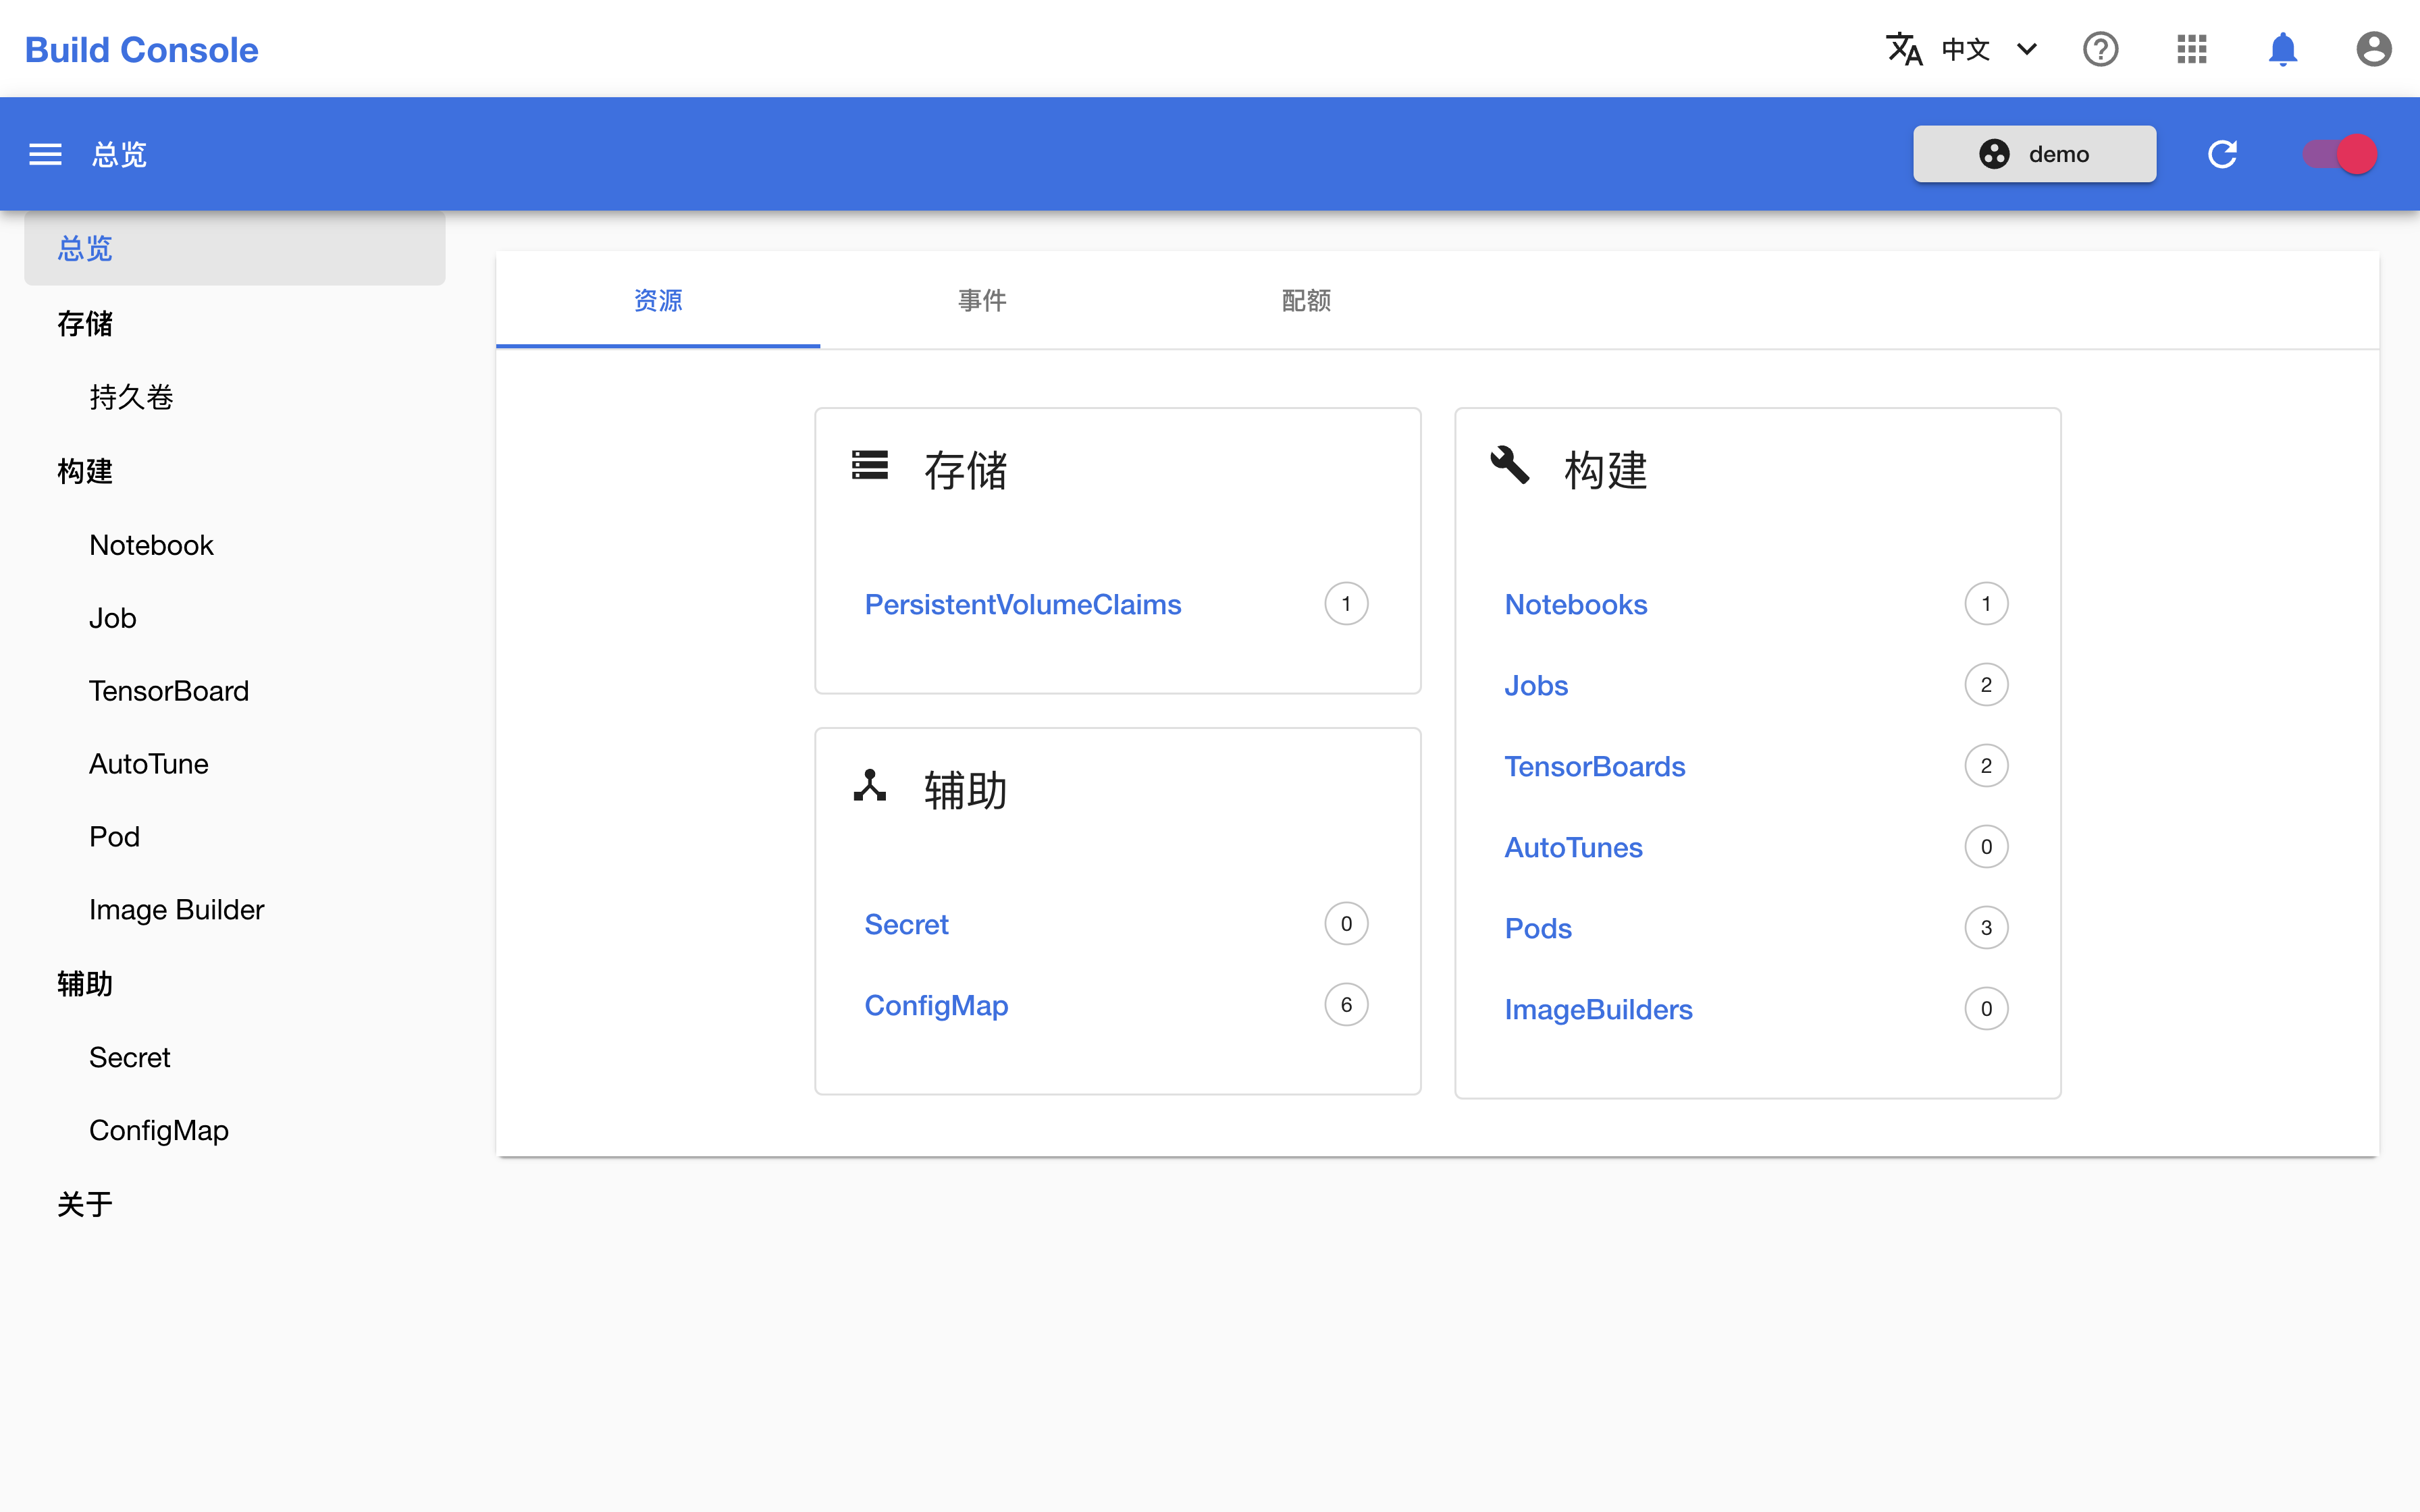 Build Console
中文
总览
demo
总览
存储
持久卷
构建
Notebook
Job
TensorBoard
AutoTune
Pod
Image Builder
辅助
Secret
ConfigMap
关于
资源
事件
配额
存储
PersistentVolumeClaims 1
辅助
Secret 0
ConfigMap 6
构建
Notebooks 1
Jobs 2
TensorBoards 2
AutoTunes 0
Pods 3
ImageBuilders 0